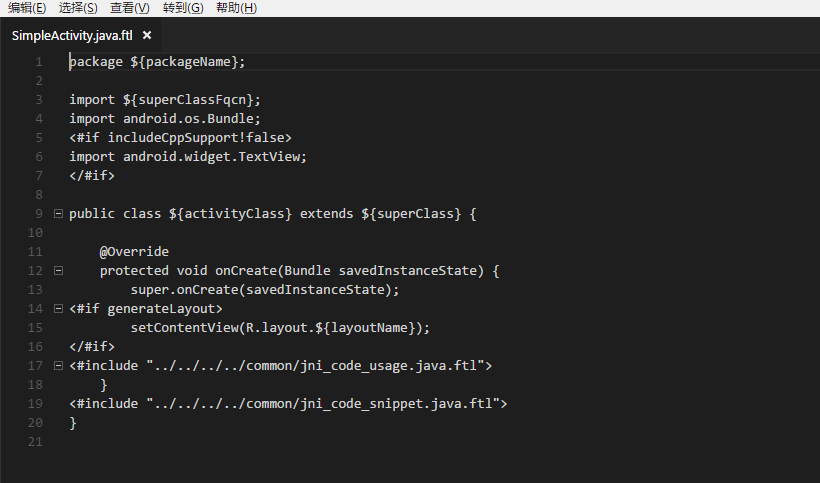 编辑(E) 选择(S) 查看(V) 转到(G) 帮助(H)
SimpleActivity.java.ftl ×
1 package ${packageName};
2
3 import ${superClassFqcn};
4 import android.os.Bundle;
5 <#if includeCppSupport!false>
6 import android.widget.TextView;
7 </#if>
8
9 public class ${activityClass} extends ${superClass} {
10
11     @Override
12     protected void onCreate(Bundle savedInstanceState) {
13         super.onCreate(savedInstanceState);
14 <#if generateLayout>
15         setContentView(R.layout.${layoutName});
16 </#if>
17 <#include "../../../../common/jni_code_usage.java.ftl">
18     }
19 <#include "../../../../common/jni_code_snippet.java.ftl">
20 }
21